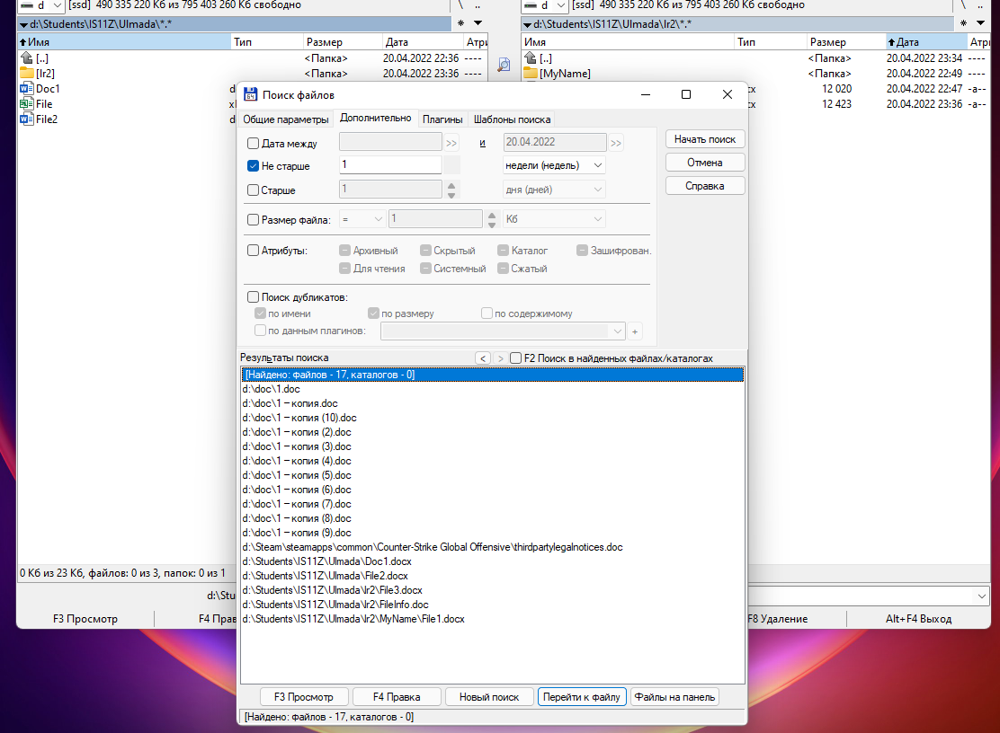 d [ssd] 490 335 220 Кб из 795 403 260 Кб свободно \ ..
d [ssd] 490 335 220 Кб из 795 403 260 Кб свободно \ ..
d:\Students\IS11Z\Ulmada\*.* * 
d:\Students\IS11Z\Ulmada\lr2\*.* *
Имя Тип Размер Дата Атри
Имя Тип Размер Дата Атри
[..] <Папка> 20.04.2022 22:36 ----
[..] <Папка> 20.04.2022 23:34 ----
[lr2] <Папка> 20.04.2022 22:36 ----
[MyName] <Папка> 20.04.2022 22:49 ----
Doc1 d
cx 12 020 20.04.2022 22:47 -a--
File xl
cx 12 423 20.04.2022 23:36 -a--
File2 d
Поиск файлов
Общие параметры Дополнительно Плагины Шаблоны поиска
Дата между >> и 20.04.2022 >>
Не старше 1 недели (недель)
Старше 1 дня (дней)
Размер файла: = 1 Кб
Атрибуты: Архивный Скрытый Каталог Зашифрован.
Для чтения Системный Сжатый
Поиск дубликатов:
по имени по размеру по содержимому
по данным плагинов: +
Начать поиск
Отмена
Справка
Результаты поиска < > F2 Поиск в найденных файлах/каталогах
[Найдено: файлов - 17, каталогов - 0]
d:\doc\1.doc
d:\doc\1 – копия.doc
d:\doc\1 – копия (10).doc
d:\doc\1 – копия (2).doc
d:\doc\1 – копия (3).doc
d:\doc\1 – копия (4).doc
d:\doc\1 – копия (5).doc
d:\doc\1 – копия (6).doc
d:\doc\1 – копия (7).doc
d:\doc\1 – копия (8).doc
d:\doc\1 – копия (9).doc
d:\Steam\steamapps\common\Counter-Strike Global Offensive\thirdpartylegalnotices.doc
d:\Students\IS11Z\Ulmada\Doc1.docx
d:\Students\IS11Z\Ulmada\File2.docx
d:\Students\IS11Z\Ulmada\lr2\File3.docx
d:\Students\IS11Z\Ulmada\lr2\FileInfo.doc
d:\Students\IS11Z\Ulmada\lr2\MyName\File1.docx
F3 Просмотр F4 Правка Новый поиск Перейти к файлу Файлы на панель
[Найдено: файлов - 17, каталогов - 0]
0 Кб из 23 Кб, файлов: 0 из 3, папок: 0 из 1
d:\Stu
F3 Просмотр F4 Прав F8 Удаление Alt+F4 Выход